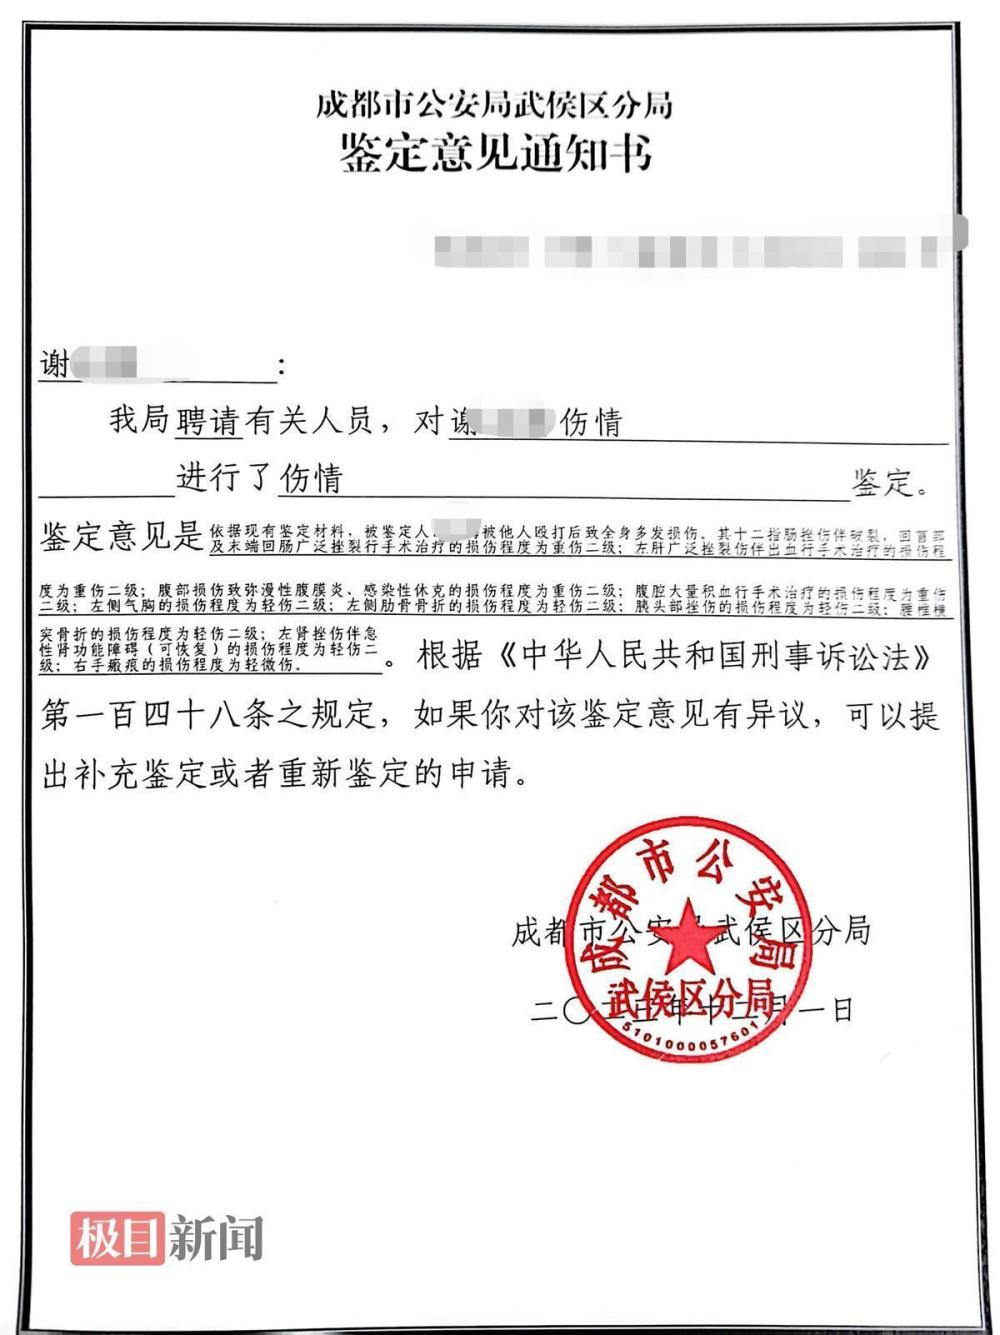 成都市公安局武侯区分局
鉴定意见通知书
谢：
我局聘请有关人员，对谢伤情
进行了伤情鉴定。
鉴定意见是依据现有鉴定材料，被鉴定人被他人殴打后致全身多发损伤。其十二指肠挫伤伴破裂，回盲部
及末端回肠广泛挫裂行手术治疗的损伤程度为重伤二级；左肝广泛挫裂伤伴出血行手术治疗的损伤程
度为重伤二级；腹部损伤致弥漫性腹膜炎、感染性休克的损伤程度为重伤二级；腹腔大量积血行手术治疗的损伤程度为重伤
二级；左侧气胸的损伤程度为轻伤二级；左侧肋骨骨折的损伤程度为轻伤二级；胰头部挫伤的损伤程度为轻伤二级；腰椎横
突骨折的损伤程度为轻伤二级；左肾挫伤伴急
性肾功能障碍（可恢复）的损伤程度为轻伤二
级；右手瘢痕的损伤程度为轻微伤。
。根据《中华人民共和国刑事诉讼法》
第一百四十八条之规定，如果你对该鉴定意见有异议，可以提
出补充鉴定或者重新鉴定的申请。
成都市公安局武侯区分局
二〇二三年十二月一日
成都市公安局
武侯区分局
5101000057601
极目新闻